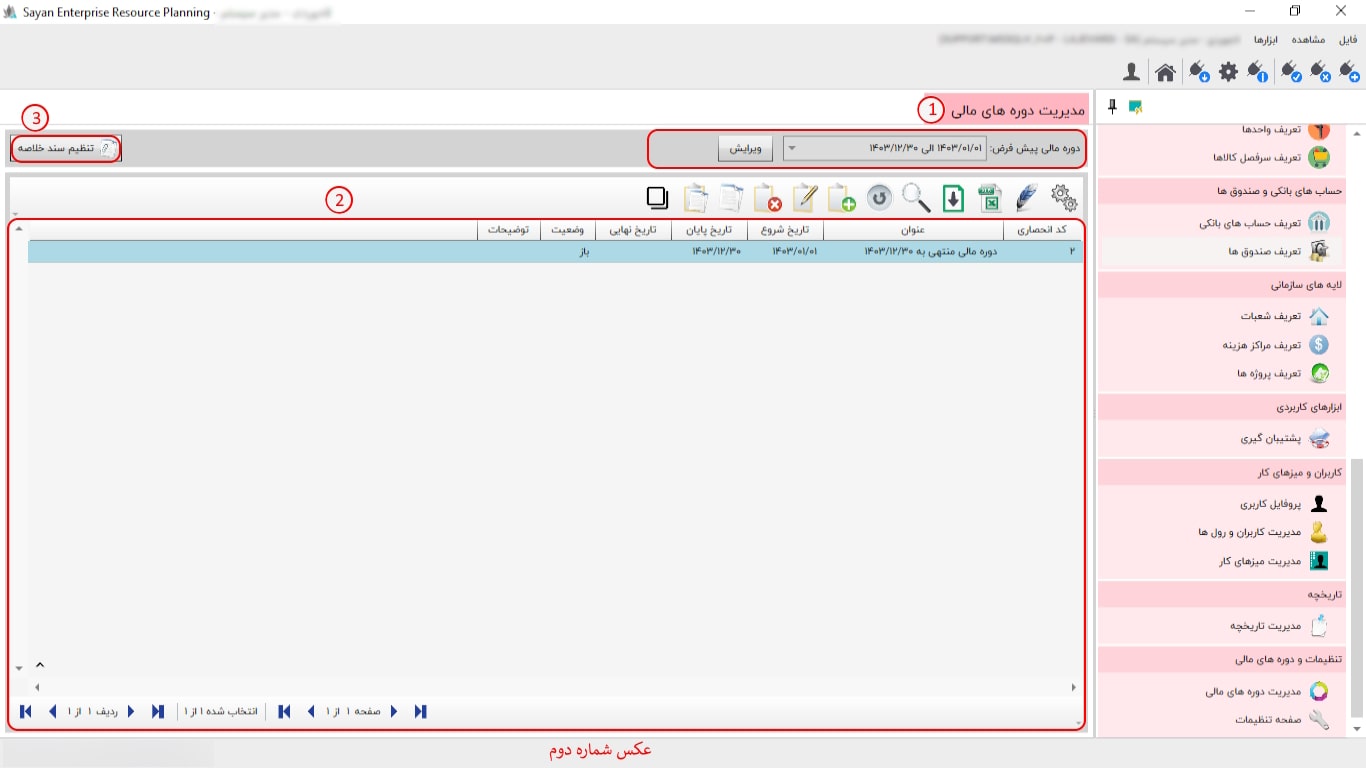 Sayan Enterprise Resource Planning -
فایل مشاهده ابزارها
مدیریت دوره های مالی
1
3
دوره مالی پیش فرض: ۱۴۰۳/۰۱/۰۱ الی ۱۴۰۳/۱۲/۳۰ ویرایش
تنظیم سند خلاصه
2
کد انحصاری عنوان تاریخ شروع تاریخ پایان تاریخ نهایی وضعیت توضیحات
۲ دوره مالی منتهی به ۱۴۰۳/۱۲/۳۰ ۱۴۰۳/۰۱/۰۱ ۱۴۰۳/۱۲/۳۰ باز
صفحه ۱ از ۱ انتخاب شده ۱ از ۱ ردیف ۱ از ۱
تعریف واحدها
تعریف سرفصل کالاها
حساب های بانکی و صندوق ها
تعریف حساب های بانکی
تعریف صندوق ها
لایه های سازمانی
تعریف شعبات
تعریف مراکز هزینه
تعریف پروژه ها
ابزارهای کاربردی
پشتیبان گیری
کاربران و میزهای کار
پروفایل کاربری
مدیریت کاربران و رول ها
مدیریت میزهای کار
تاریخچه
مدیریت تاریخچه
تنظیمات و دوره های مالی
مدیریت دوره های مالی
صفحه تنظیمات
عکس شماره دوم